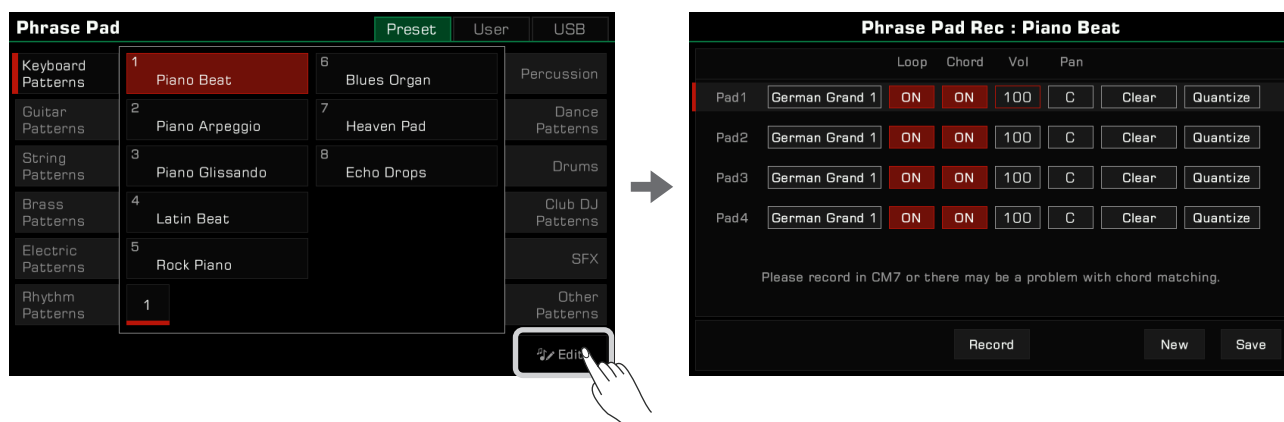 Phrase Pad
Preset
User
USB
Keyboard
Patterns
Guitar
Patterns
String
Patterns
Brass
Patterns
Electric
Patterns
Rhythm
Patterns
1
Piano Beat
2
Piano Arpeggio
3
Piano Glissando
4
Latin Beat
5
Rock Piano
6
Blues Organ
7
Heaven Pad
8
Echo Drops
1
Percussion
Dance
Patterns
Drums
Club DJ
Patterns
SFX
Other
Patterns
Edit
Phrase Pad Rec : Piano Beat
Loop Chord Vol Pan
Pad1 German Grand 1 ON ON 100 C Clear Quantize
Pad2 German Grand 1 ON ON 100 C Clear Quantize
Pad3 German Grand 1 ON ON 100 C Clear Quantize
Pad4 German Grand 1 ON ON 100 C Clear Quantize
Please record in CM7 or there may be a problem with chord matching.
Record New Save